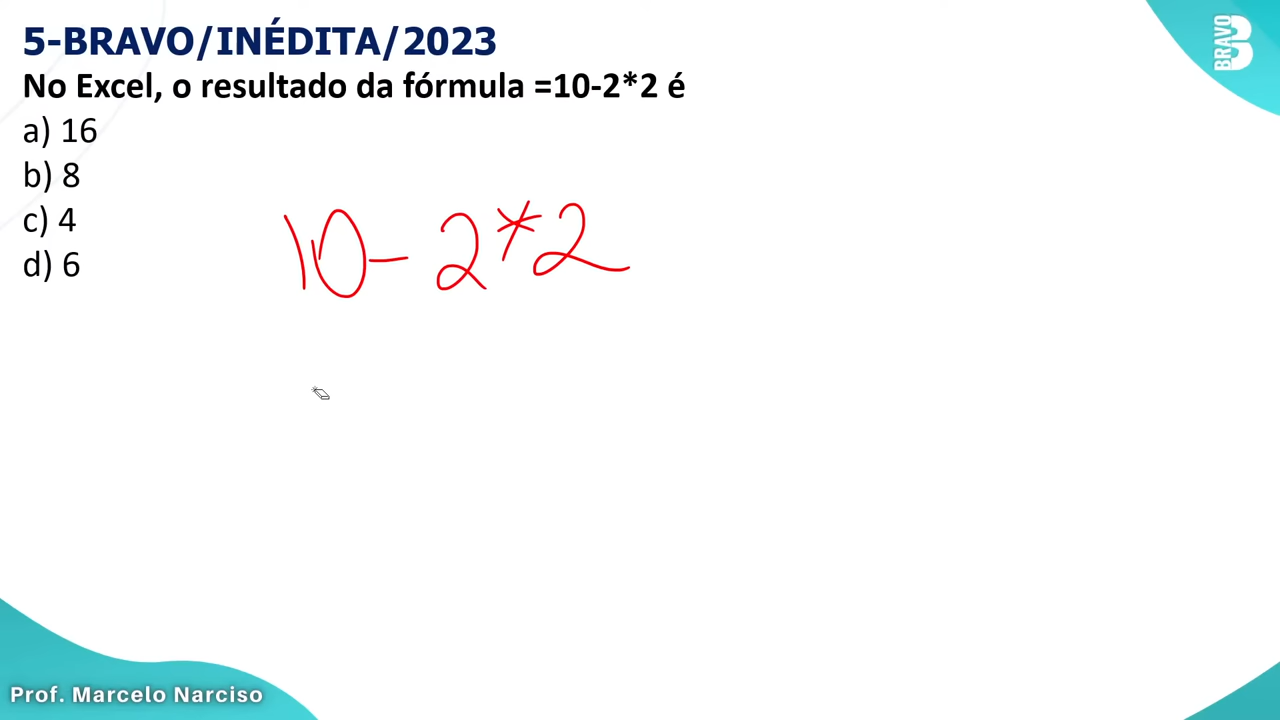 5-BRAVO/INÉDITA/2023
BRAVO
No Excel, o resultado da fórmula =10-2*2 é
a) 16
b) 8
c) 4
d) 6
10-2*2
Prof. Marcelo Narciso